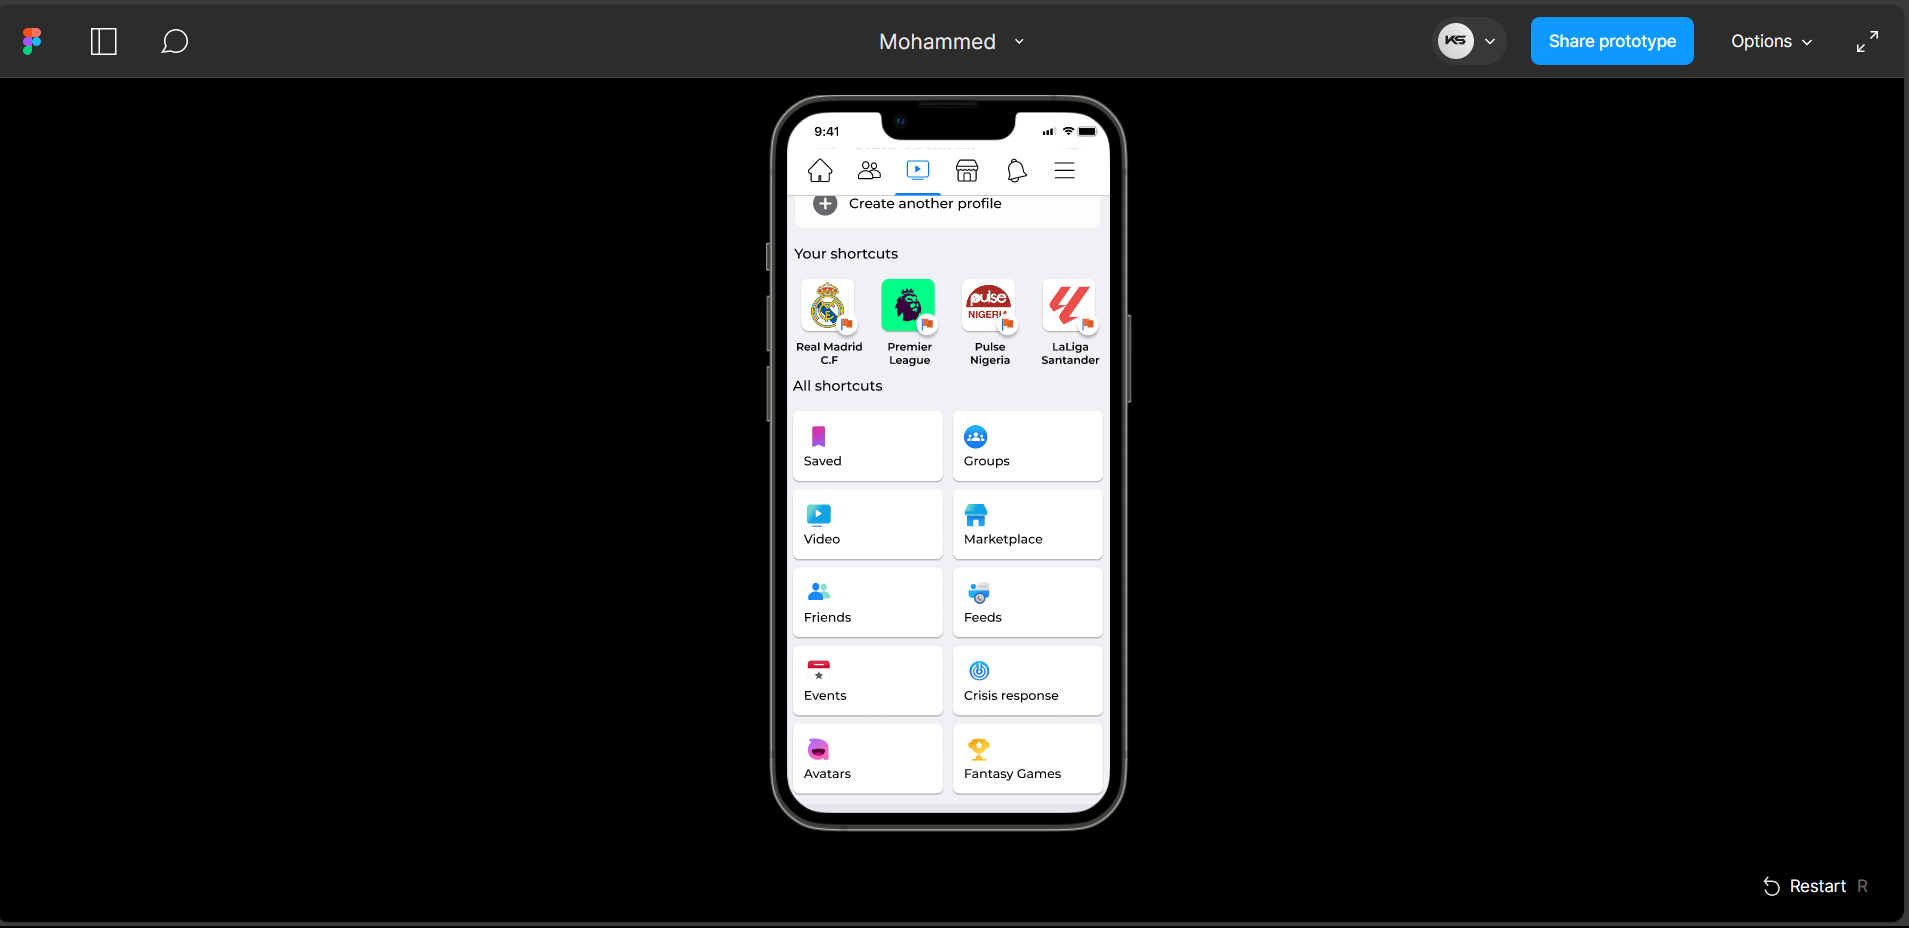 Mohammed
KS
Share prototype
Options
9:41
Create another profile
Your shortcuts
pulse
NIGERIA
Real Madrid
C.F
Premier
League
Pulse
Nigeria
LaLiga
Santander
All shortcuts
Saved
Groups
Video
Marketplace
Friends
Feeds
Events
Crisis response
Avatars
Fantasy Games
Restart R